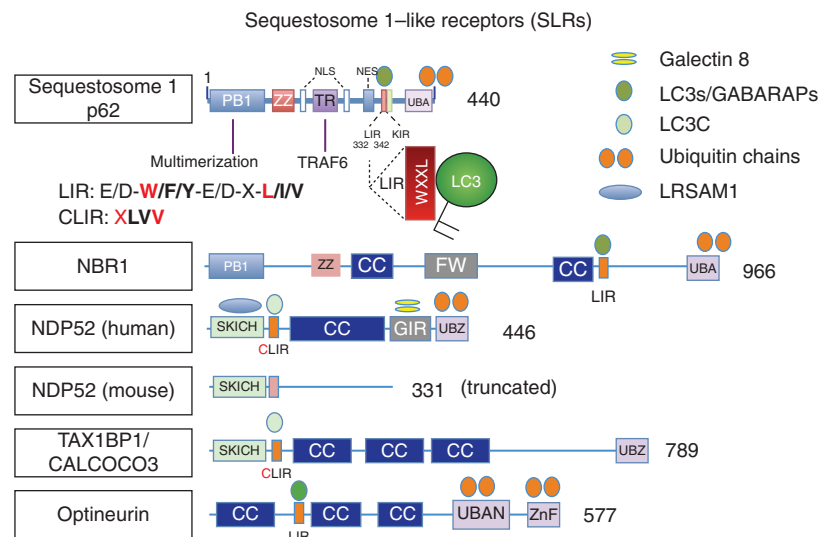 Sequestosome 1–like receptors (SLRs)
Galectin 8
LC3s/GABARAPs
LC3C
Ubiquitin chains
LRSAM1
Sequestosome 1
p62
1
PB1
ZZ
NLS
TR
NES
UBA
440
Multimerization
TRAF6
LIR
332 342
KIR
LIR
WXXL
LC3
LIR: E/D-W/F/Y-E/D-X-L/I/V
CLIR: XLVV
NBR1
PB1
ZZ
CC
FW
CC
LIR
UBA
966
NDP52 (human)
SKICH
CLIR
CC
GIR
UBZ
446
NDP52 (mouse)
SKICH
331 (truncated)
TAX1BP1/
CALCOCO3
SKICH
CLIR
CC
CC
CC
UBZ
789
Optineurin
CC
LIR
CC
CC
UBAN
ZnF
577